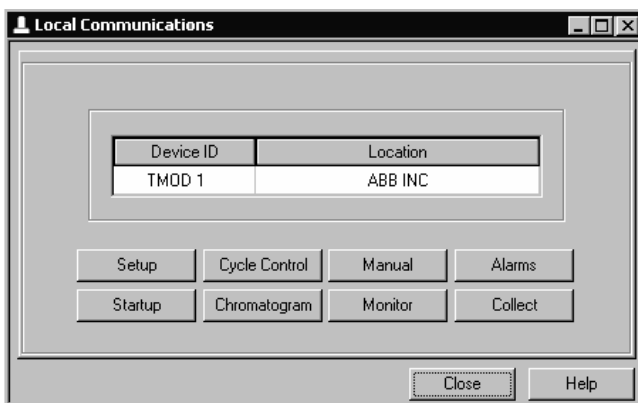 Local Communications
Device ID Location
TMOD 1 ABB INC
Setup Cycle Control Manual Alarms
Startup Chromatogram Monitor Collect
Close Help